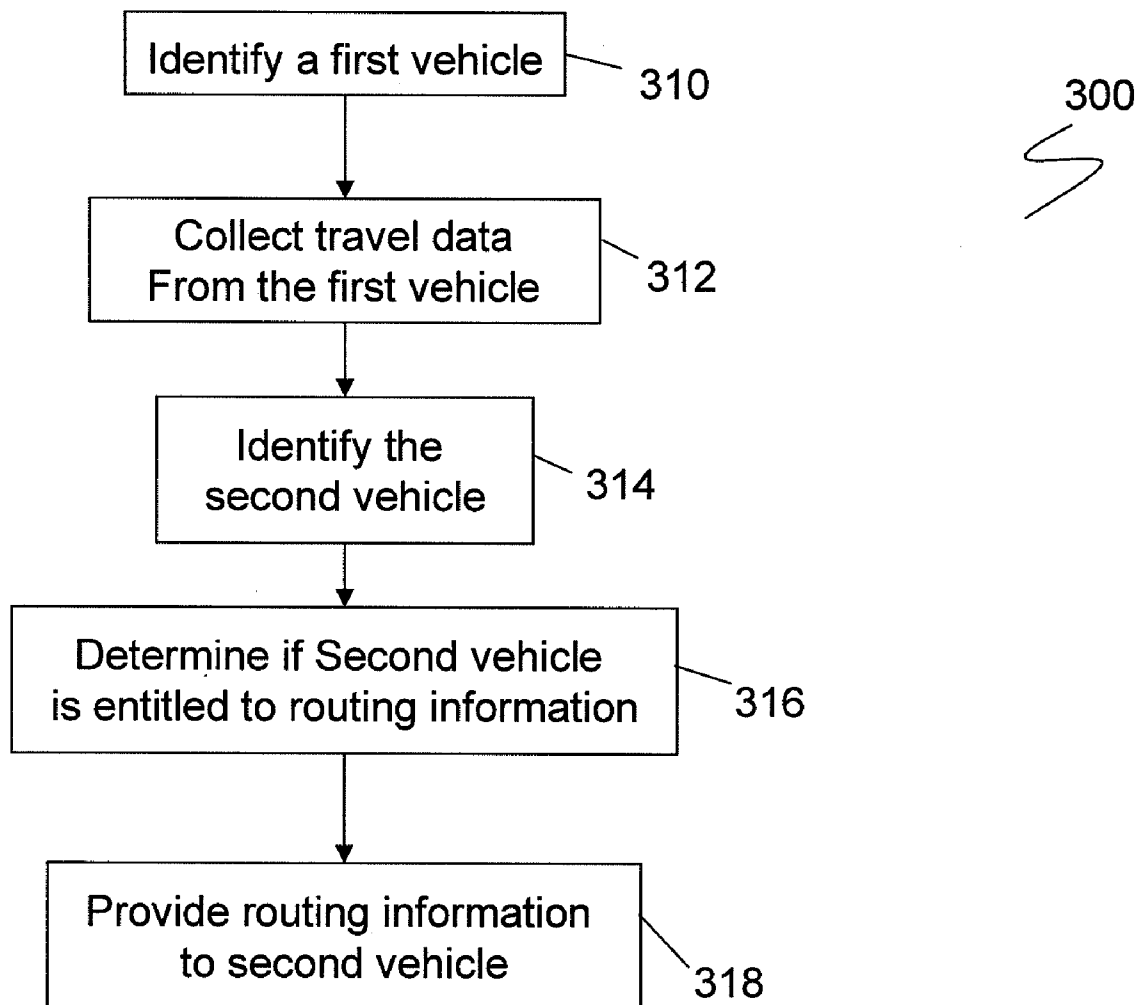 Identify a first vehicle
310
300
Collect travel data
From the first vehicle
312
Identify the
second vehicle
314
Determine if Second vehicle
is entitled to routing information
316
Provide routing information
to second vehicle
318